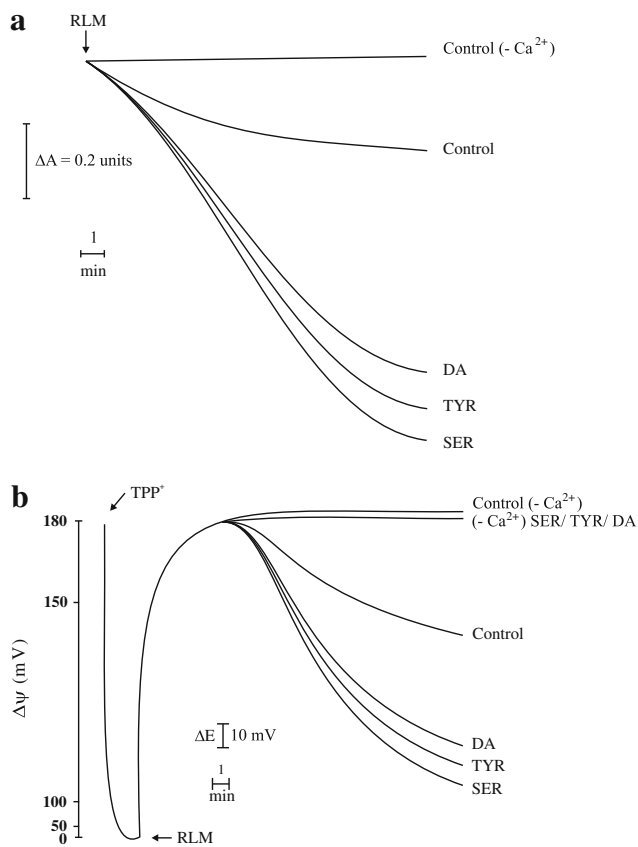 a
RLM
Control (- Ca²⁺)
Control
ΔA = 0.2 units
1
min
DA
TYR
SER
b
TPP⁺
Control (- Ca²⁺)
180
(- Ca²⁺) SER/ TYR/ DA
150
Control
Δψ (mV)
ΔE
10 mV
DA
TYR
1
min
SER
100
50
0
RLM